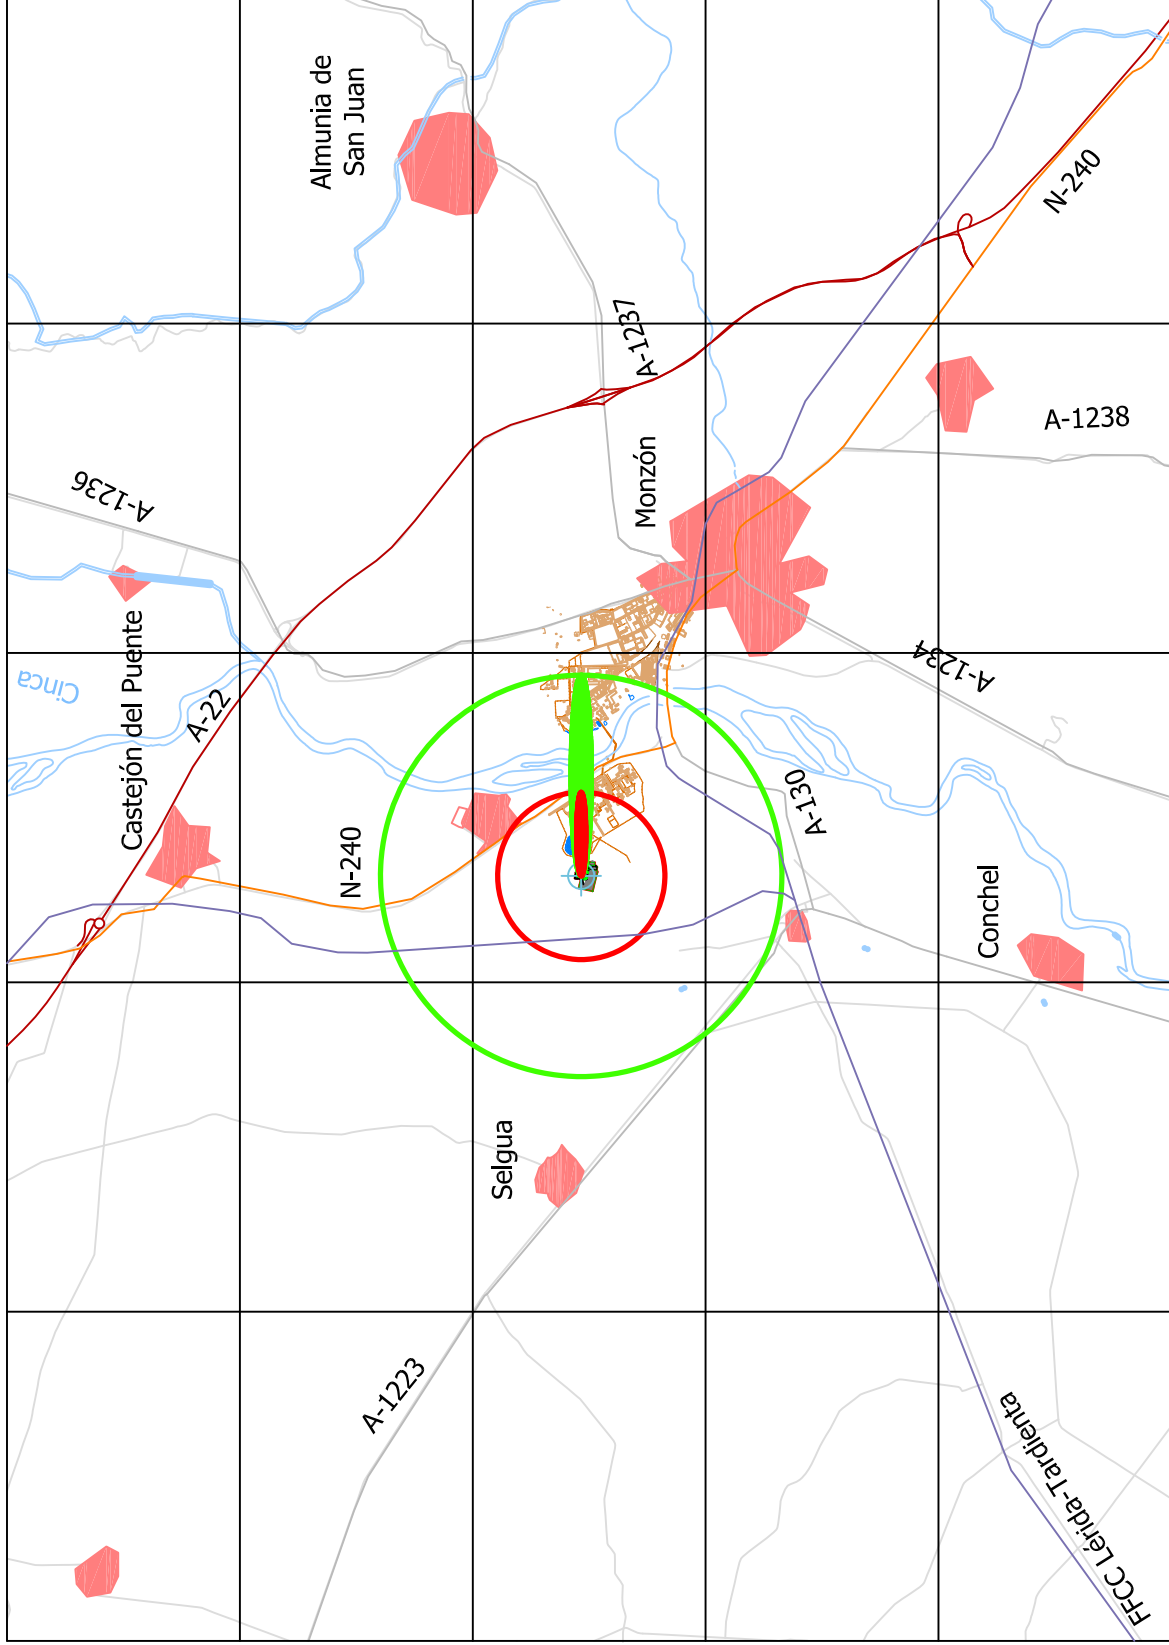 Almunia de
San Juan
N-240
A-1237
A-1238
Monzón
A-1236
Castejón del Puente
Cinca
A-22
A-1234
A-130
N-240
Conchel
Selgua
A-1223
FFCC Lérida-Tardienta